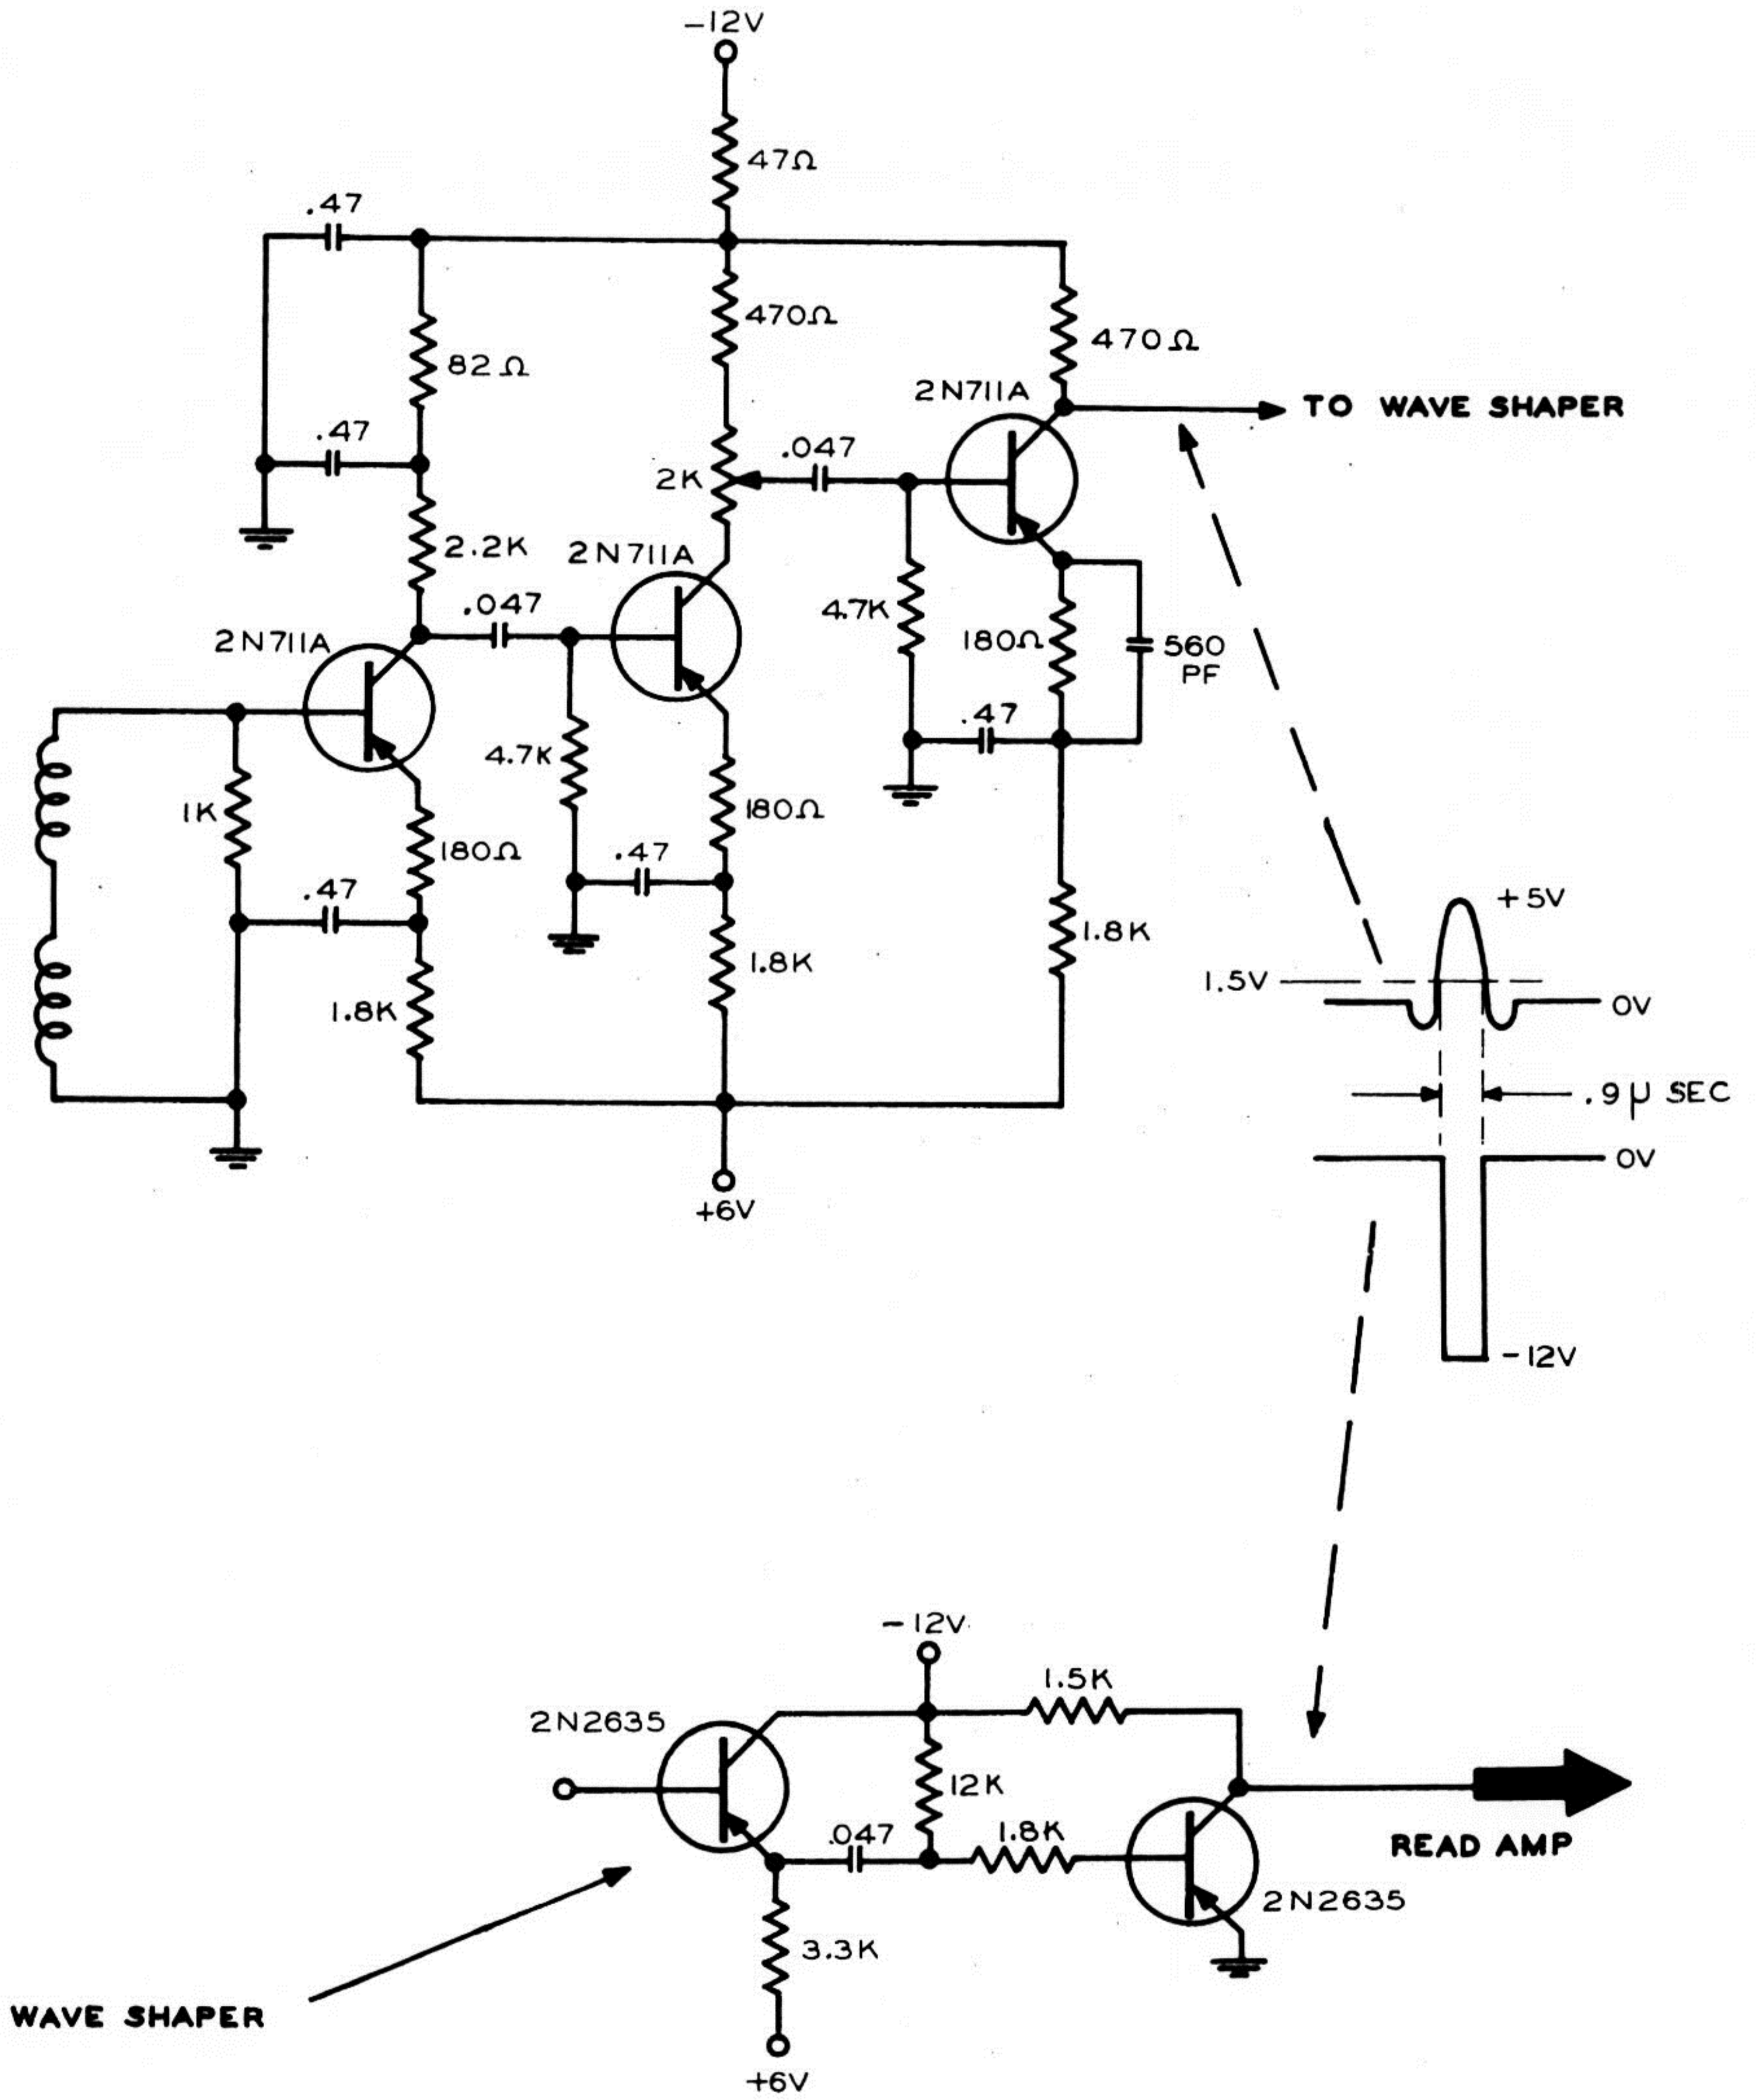 -12V
47Ω
.47
470Ω
82Ω
470Ω
2N711A
TO WAVE SHAPER
.47
.047
2K
2.2K
2N711A
.047
4.7K
180Ω
560
PF
2N711A
.47
4.7K
180Ω
1K
180Ω
.47
.47
1.8K
1.8K
1.8K
+6V
+5V
1.5V
0V
.9µ SEC
0V
-12V
-12V
1.5K
2N2635
12K
.047
1.8K
READ AMP
2N2635
3.3K
WAVE SHAPER
+6V